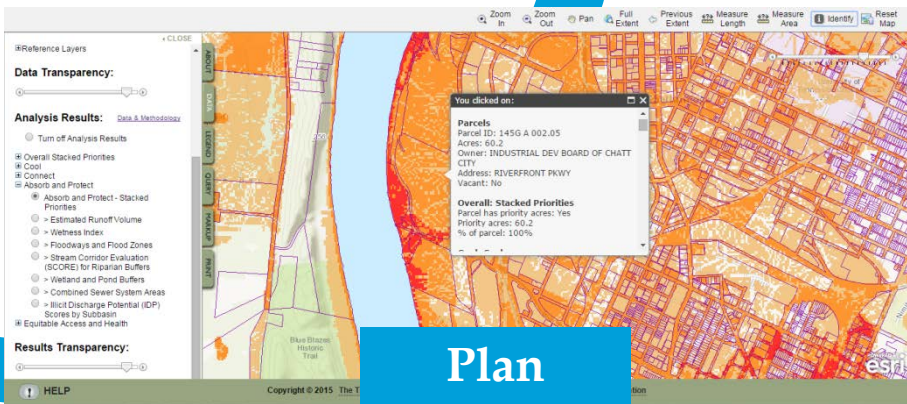 Zoom In
Zoom Out
Pan
Full Extent
Previous Extent
Measure Length
Measure Area
Identify
Reset Map
CLOSE
Reference Layers
Data Transparency:
Analysis Results: Data & Methodology
Turn off Analysis Results
Overall Stacked Priorities
Cool
Connect
Absorb and Protect
Absorb and Protect - Stacked
Priorities
> Estimated Runoff Volume
> Wetness Index
> Floodways and Flood Zones
> Stream Corridor Evaluation
(SCORE) for Riparian Buffers
> Wetland and Pond Buffers
> Combined Sewer System Areas
> Illicit Discharge Potential (IDP)
Scores by Subbasin
Equitable Access and Health
Results Transparency:
ABOUT
DATA
LEGEND
QUERY
MARKUP
PRINT
You clicked on:
Parcels
Parcel ID: 145G A 002.05
Acres: 60.2
Owner: INDUSTRIAL DEV BOARD OF CHATT
CITY
Address: RIVERFRONT PKWY
Vacant: No
Overall: Stacked Priorities
Parcel has priority acres: Yes
Priority acres: 60.2
% of parcel: 100%
Blue Blazes
Historic
Trail
esri
Plan
HELP
Copyright © 2015 The T